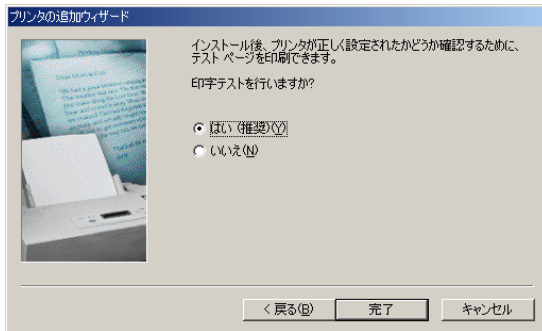 プリンタの追加ウィザード
インストール後、プリンタが正しく設定されたかどうか確認するために、
テスト ページを印刷できます。
印字テストを行いますか?
はい (推奨)(Y)
いいえ(N)
< 戻る(B)
完了
キャンセル